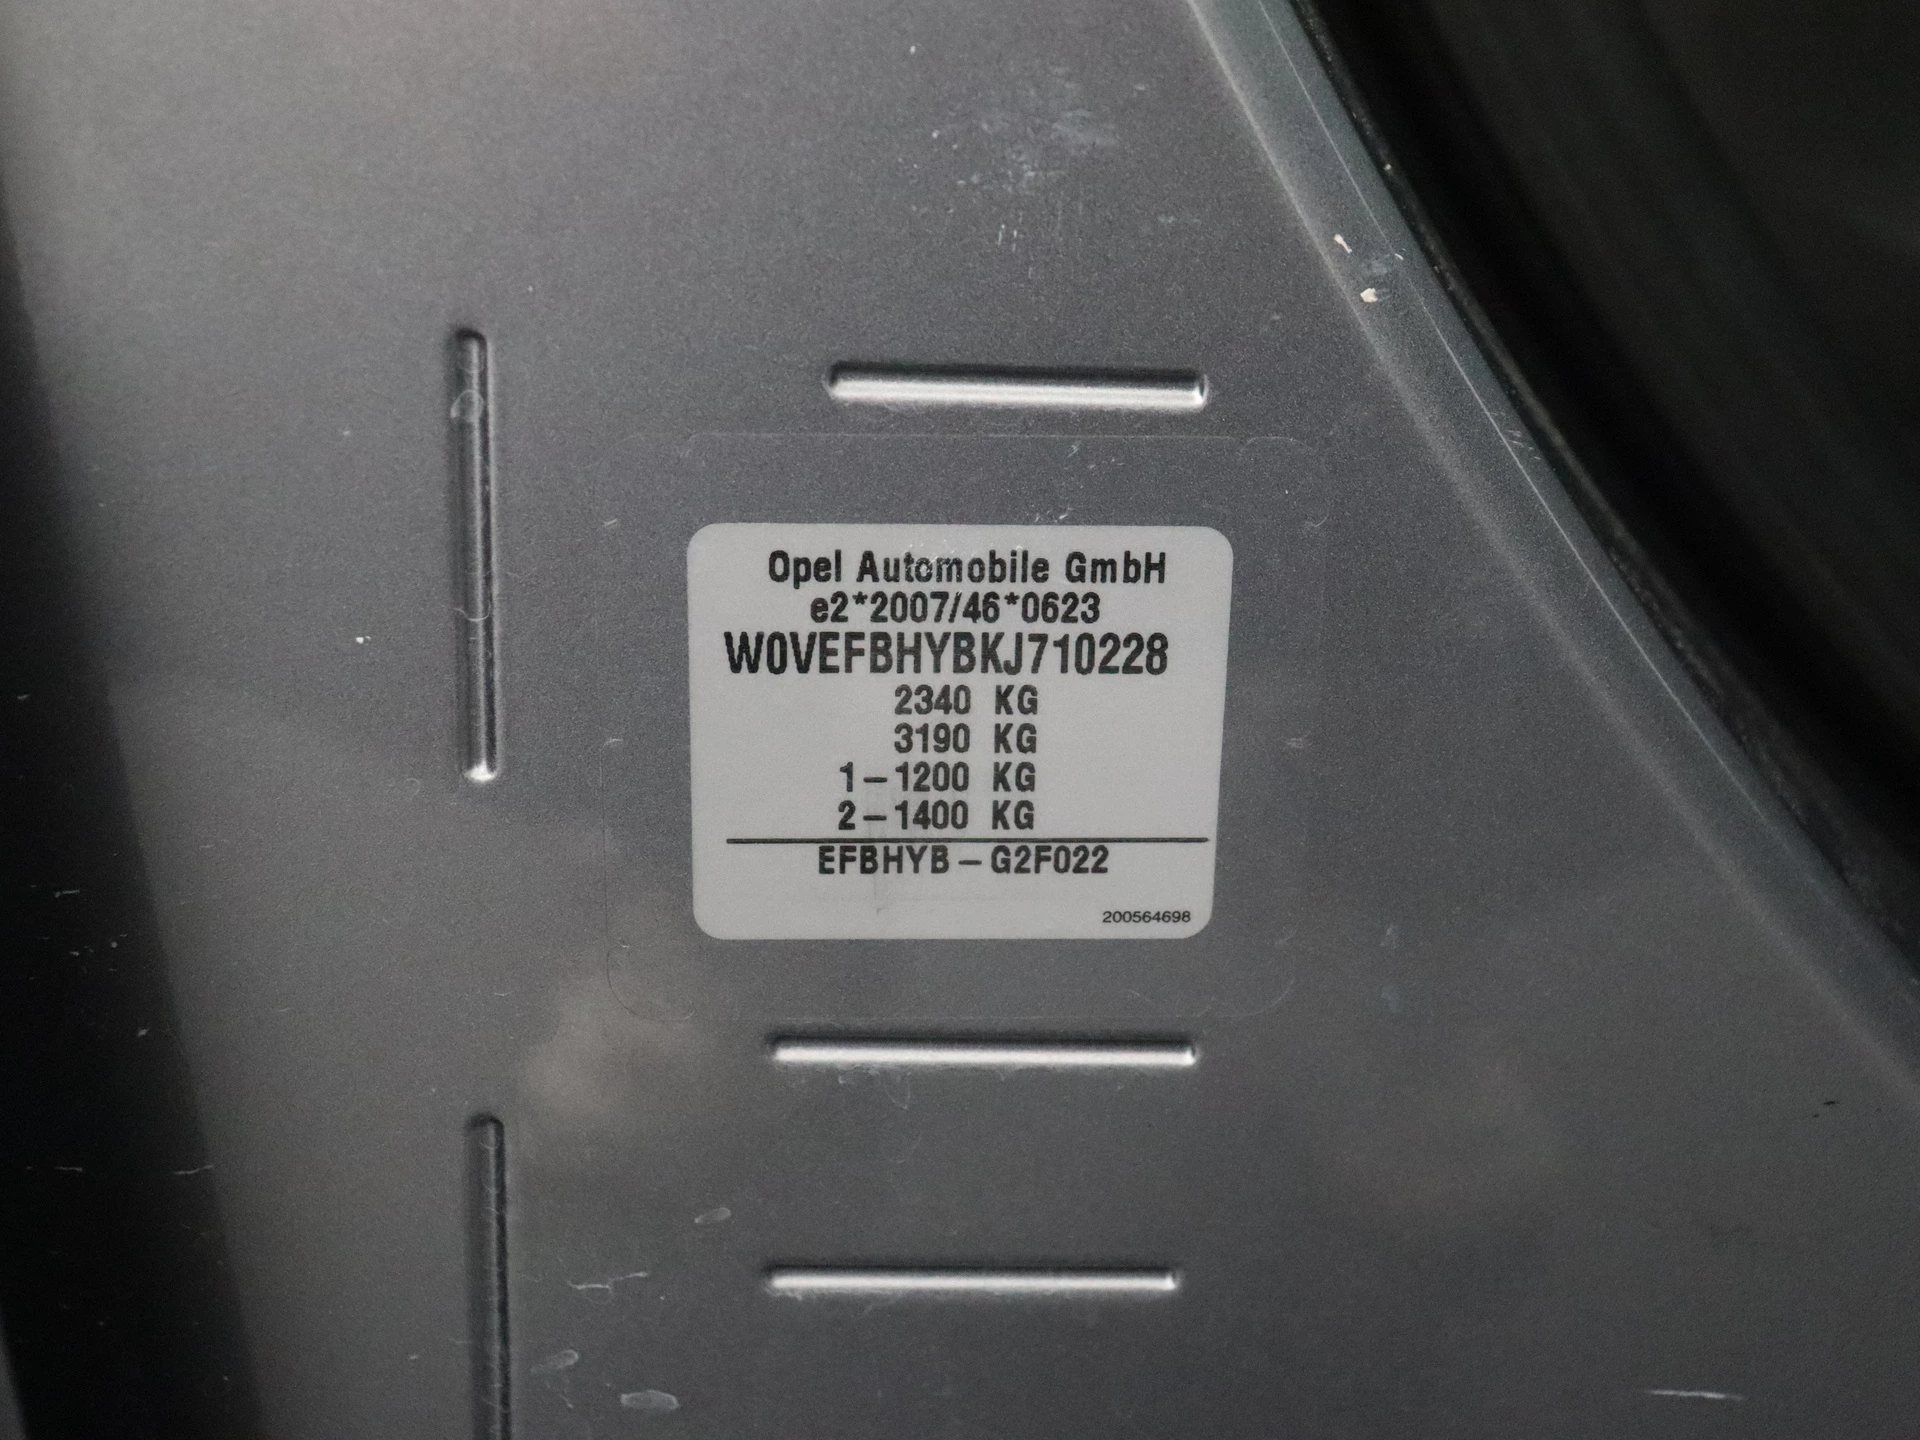 Opel Automobile GmbH
e2*2007/46*0623
W0VEFBHYBKJ710228
2340 KG
3190 KG
1-1200 KG
2-1400 KG
EFBHYB-G2F022
200564698